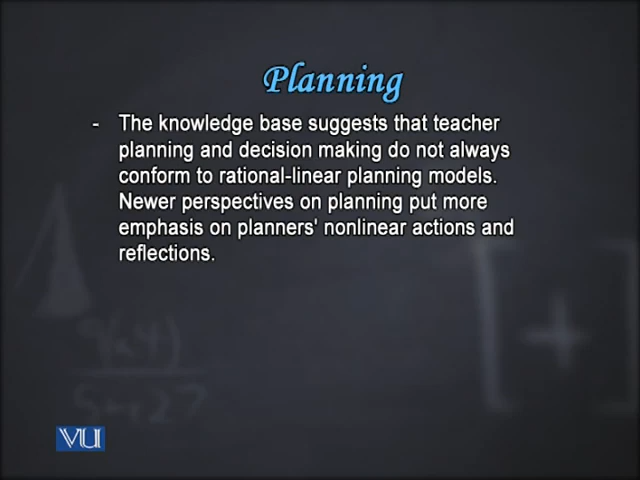 Planning
- The knowledge base suggests that teacher
planning and decision making do not always
conform to rational-linear planning models.
Newer perspectives on planning put more
emphasis on planners' nonlinear actions and
reflections.
VU